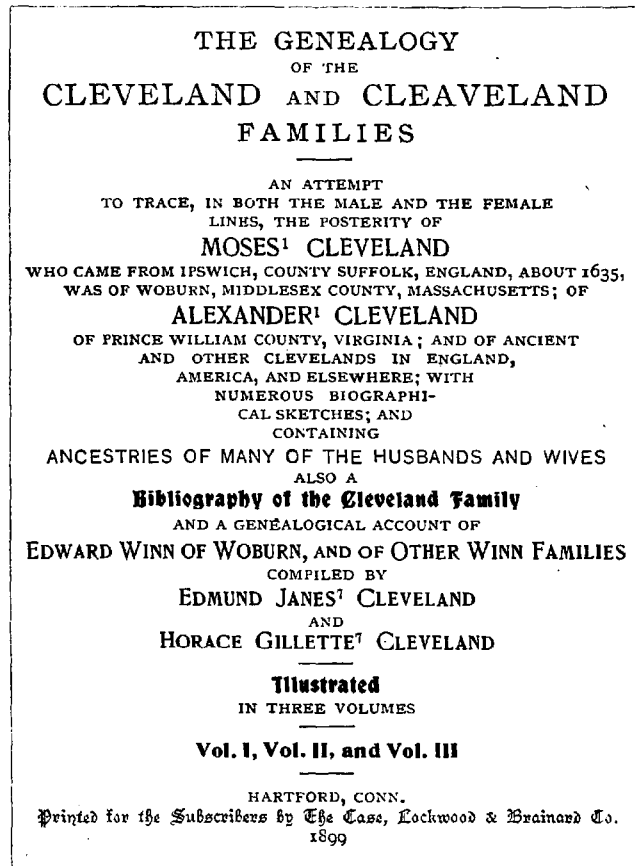 THE GENEALOGY
OF THE
CLEVELAND AND CLEAVELAND
FAMILIES
AN ATTEMPT
TO TRACE, IN BOTH THE MALE AND THE FEMALE
LINES, THE POSTERITY OF
MOSES¹ CLEVELAND
WHO CAME FROM IPSWICH, COUNTY SUFFOLK, ENGLAND, ABOUT 1635,
WAS OF WOBURN, MIDDLESEX COUNTY, MASSACHUSETTS; OF
ALEXANDER¹ CLEVELAND
OF PRINCE WILLIAM COUNTY, VIRGINIA; AND OF ANCIENT
AND OTHER CLEVELANDS IN ENGLAND,
AMERICA, AND ELSEWHERE; WITH
NUMEROUS BIOGRAPHI-
CAL SKETCHES; AND
CONTAINING
ANCESTRIES OF MANY OF THE HUSBANDS AND WIVES
ALSO A
Bibliography of the Cleveland Family
AND A GENEALOGICAL ACCOUNT OF
EDWARD WINN OF WOBURN, AND OF OTHER WINN FAMILIES
COMPILED BY
EDMUND JANES⁷ CLEVELAND
AND
HORACE GILLETTE⁷ CLEVELAND
Illustrated
IN THREE VOLUMES
Vol. I, Vol. II, and Vol. III
HARTFORD, CONN.
Printed for the Subscribers by The Case, Lockwood & Brainard Co.
1899